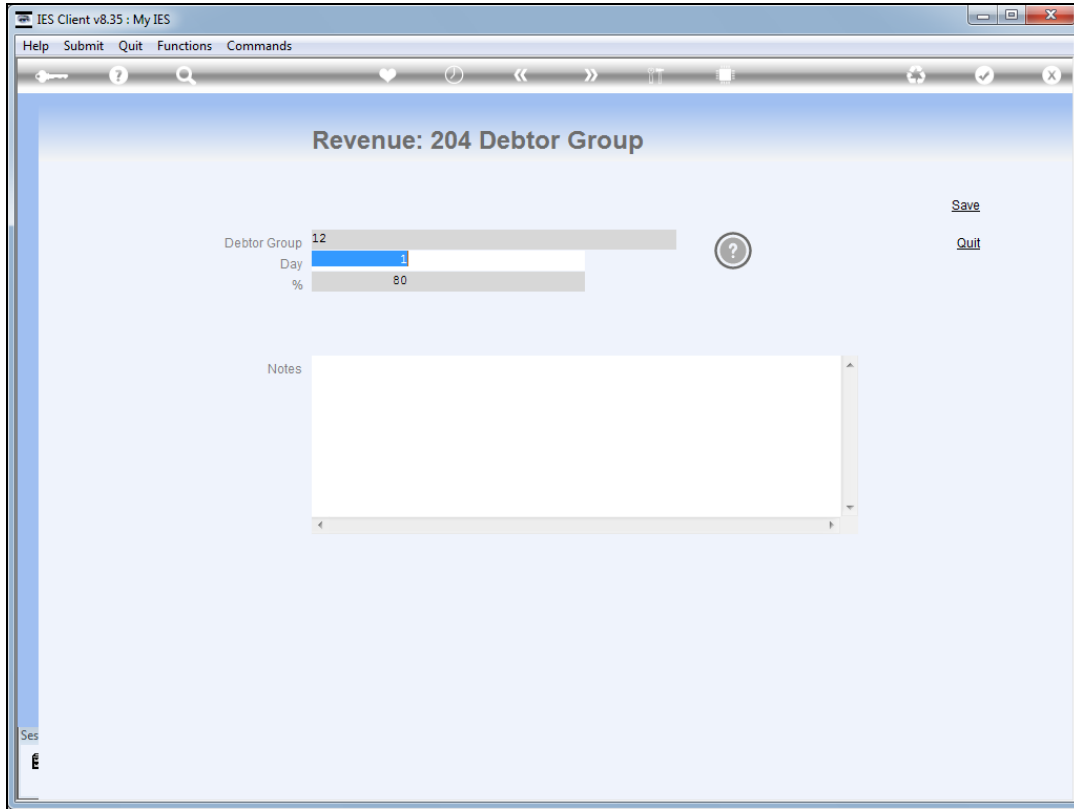 IES Client v8.35 : My IES
Help Submit Quit Functions Commands
Revenue: 204 Debtor Group
Save
Debtor Group 12
Quit
Day 1
% 80
Notes
Ses